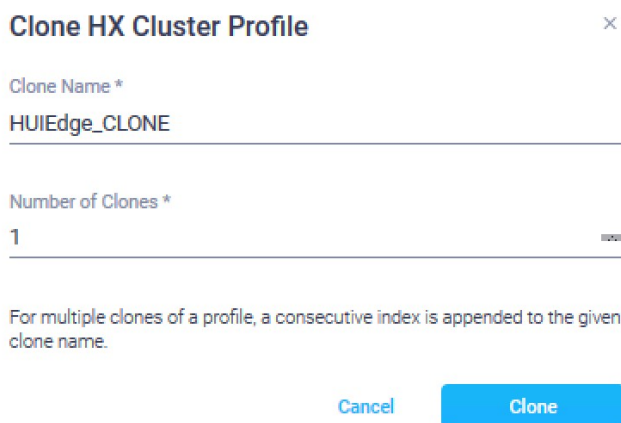 Clone HX Cluster Profile
Clone Name *
HUIEdge_CLONE
Number of Clones *
1
For multiple clones of a profile, a consecutive index is appended to the given
clone name.
Cancel
Clone